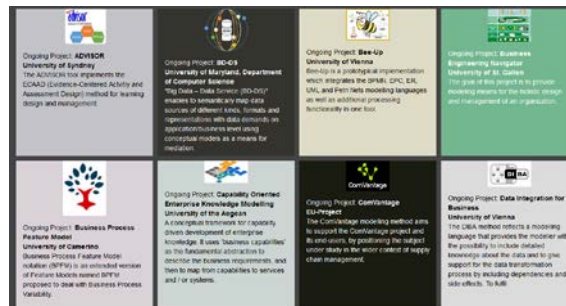 ADVISOR
Ongoing Project: ADVISOR
University of Syndney
The ADVISOR tool implements the
ECAAD (Evidence-Centered Activity and
Assessment Design) method for learning
design and management.
Ongoing Project: BD-DS
University of Maryland, Department
of Computer Science
"Big Data – Data Service (BD-DS)"
enables to semantically map data
sources of different kinds, formats and
representations with data demands on
application/business level using
conceptual models as a means for
mediation.
Ongoing Project: Bee-Up
University of Vienna
Bee-Up is a prototypical implementation
which integrates the BPMN, EPC, ER,
UML and Petri Nets modelling languages
as well as additional processing
functionality in one tool.
Ongoing Project: Business
Engineering Navigator
University of St. Gallen
The goal of this project is to provide
modeling means for the holistic design
and management of an organization.
Ongoing Project: Business Process
Feature Model
University of Camerino
Business Process Feature Model
notation (BPFM) is an extended version
of Feature Models named BPFM
proposed to deal with Business Process
Variability.
Ongoing Project: Capability Oriented
Enterprise Knowledge Modelling
University of the Aegean
A conceptual framework for capability
driven development of enterprise
knowledge. It uses 'business capabilities'
as the fundamental abstraction to
describe the business requirements, and
then to map from capabilities to services
and / or systems.
ComVantage
Ongoing Project: ComVantage
EU-Project
The ComVantage modelling method aims
to support the ComVantage project and
its end-users, by positioning the subject
under study in the wider context of supply
chain management.
DIBA
Ongoing Project: Data Integration for
Business
University of Vienna
The DIBA method reflects a modelling
language that provides the modeller with
the possibility to include detailed
knowledge about the data and to give
support for the data transformation
process by including dependencies and
side effects. To fulfil